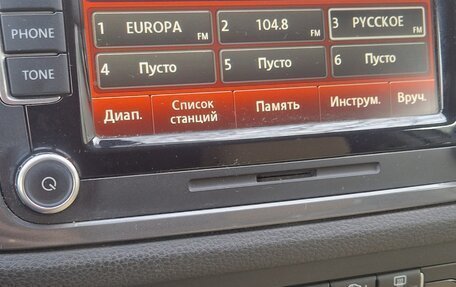 PHONE
TONE
1 EUROPA FM
2 104.8 FM
3 РУССКОЕ FM
4 Пусто
5 Пусто
6 Пусто
Диап.
Список
станций
Память
Инструм.
Вруч.